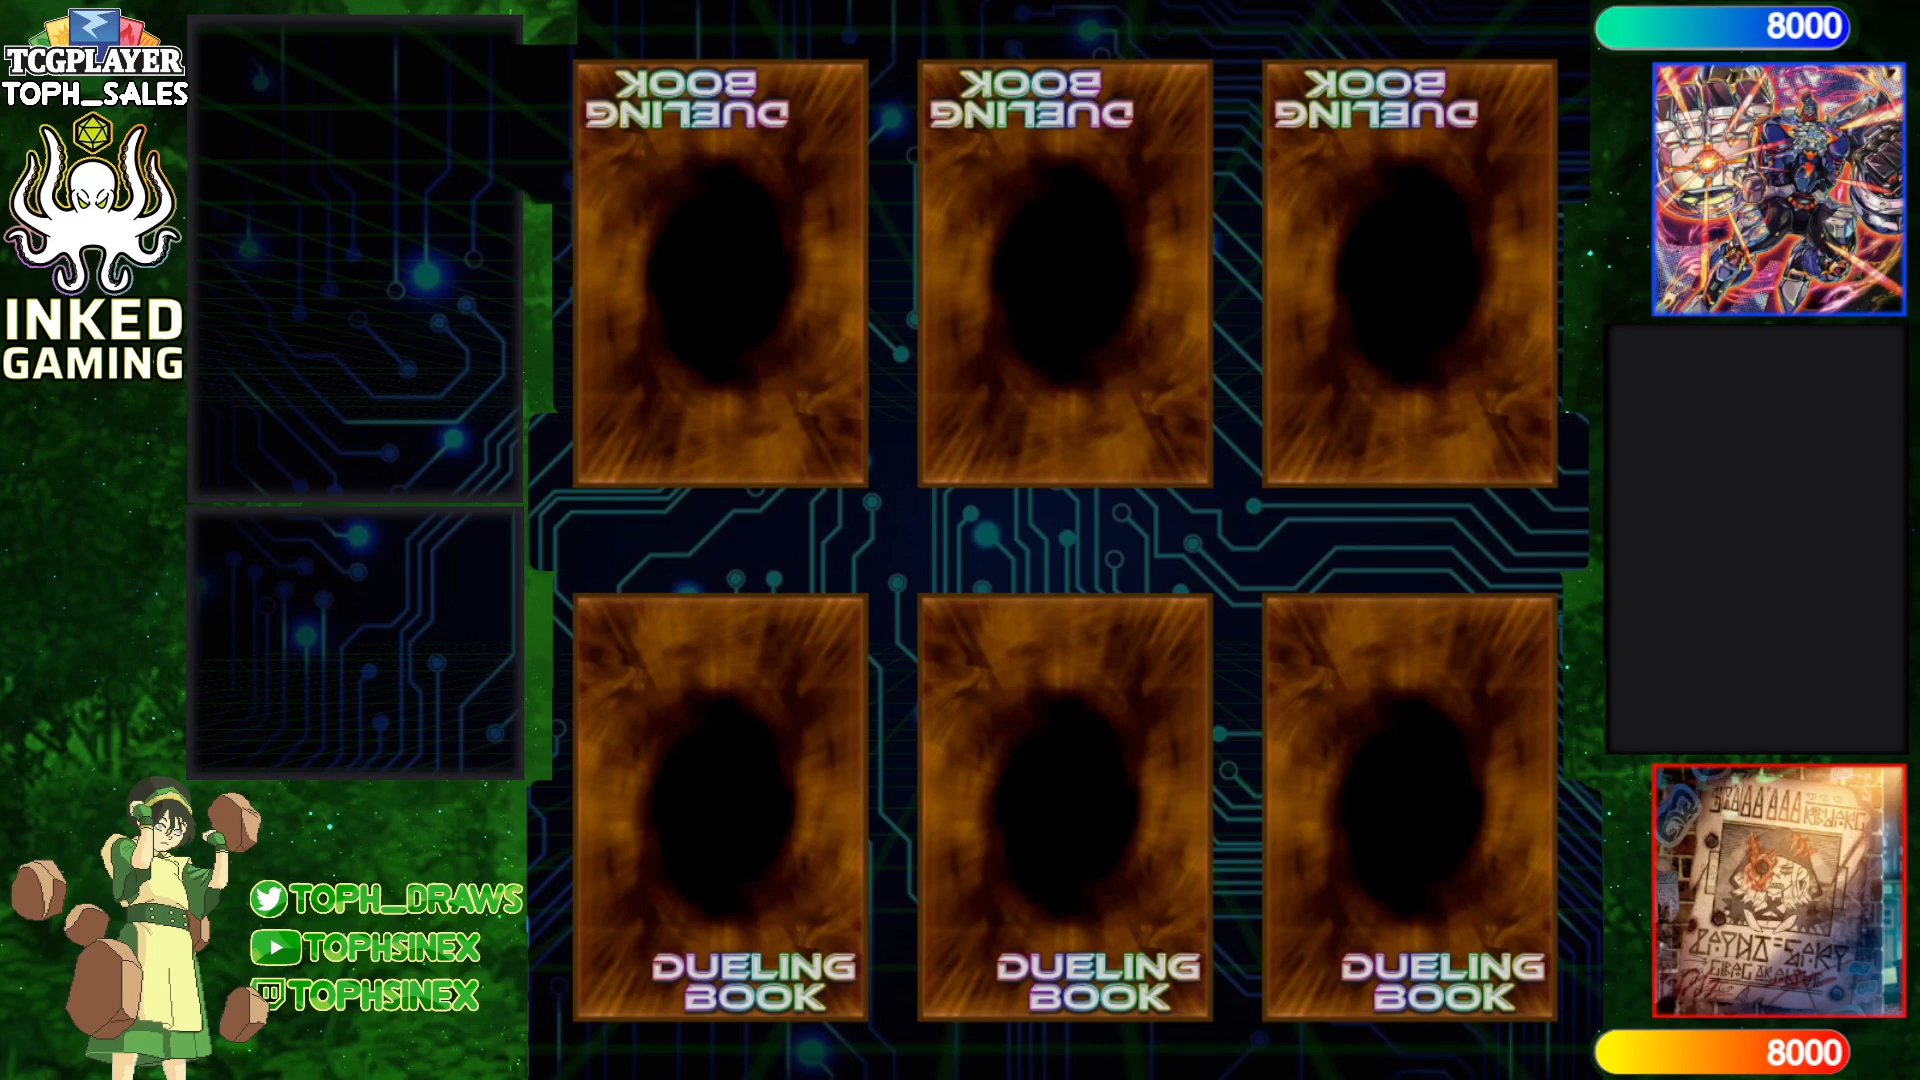 TCGPLAYER
TOPH_SALES
INKED
GAMING
DUELING
BOOK
DUELING
BOOK
DUELING
BOOK
8000
DUELING
BOOK
DUELING
BOOK
DUELING
BOOK
TOPH_DRAWS
TOPHSINEX
TOPHSINEX
8000